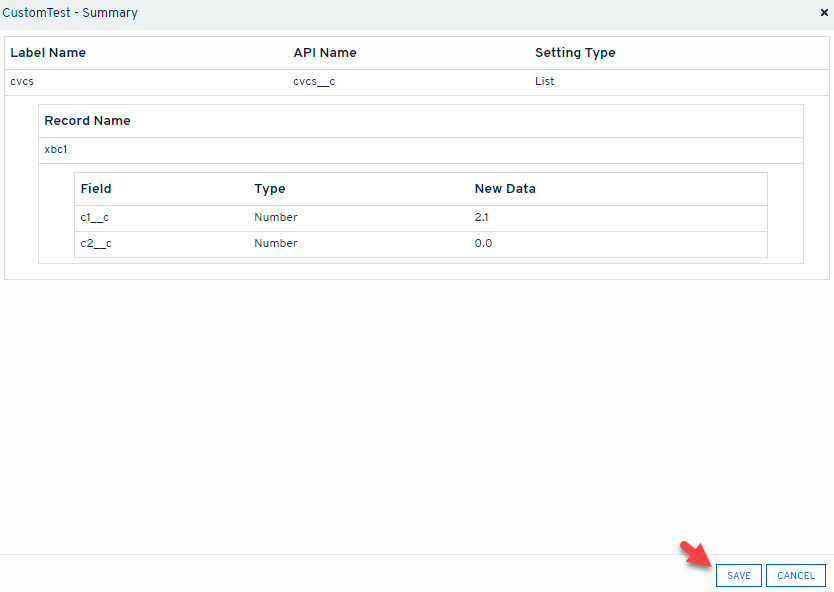 CustomTest - Summary
Label Name API Name Setting Type
cvcs cvcs__c List
Record Name
xbc1
Field Type New Data
c1__c Number 2.1
c2__c Number 0.0
SAVE CANCEL